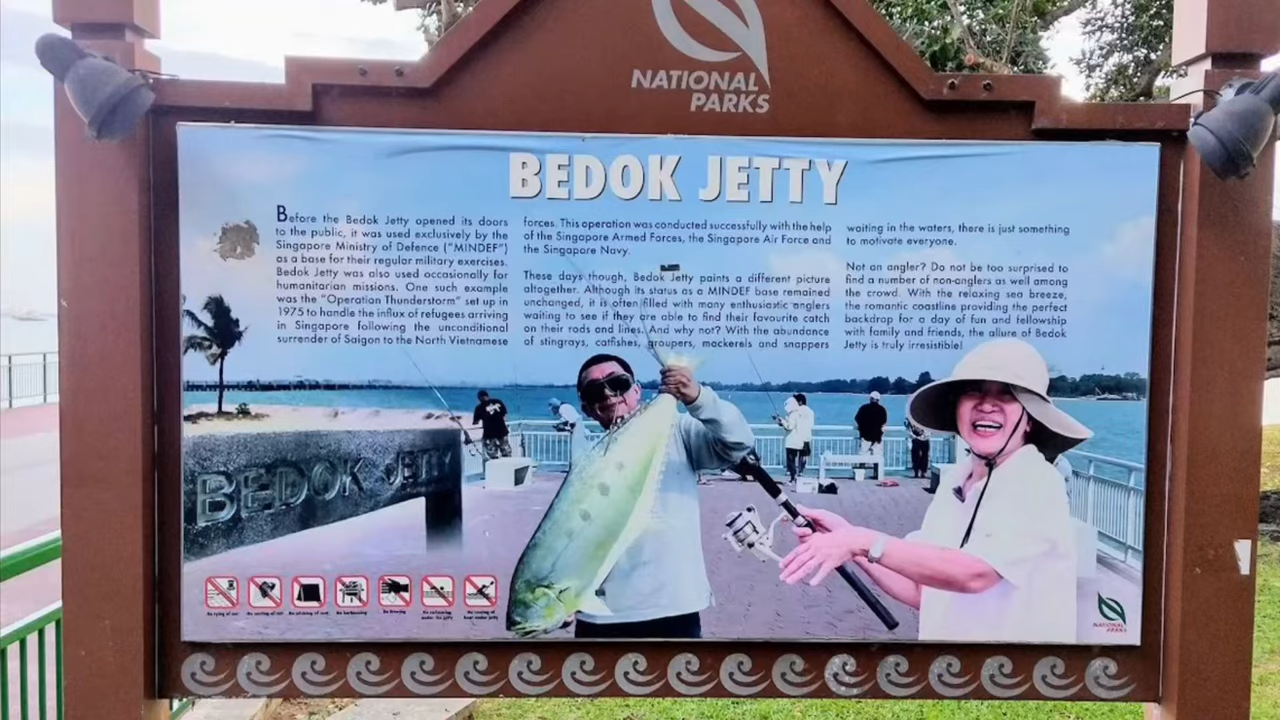 NATIONAL
PARKS
BEDOK JETTY
Before the Bedok Jetty opened its doors
to the public, it was used exclusively by the
Singapore Ministry of Defence ("MINDEF")
as a base for their regular military exercises.
Bedok Jetty was also used occasionally for
humanitarian missions. One such example
was the "Operation Thunderstorm" set up in
1975 to handle the influx of refugees arriving
in Singapore following the unconditional
surrender of Saigon to the North Vietnamese
forces. This operation was conducted successfully with the help
of the Singapore Armed Forces, the Singapore Air Force and
the Singapore Navy.
These days though, Bedok Jetty paints a different picture
altogether. Although its status as a MINDEF base remained
unchanged, it is often filled with many enthusiastic anglers
waiting to see if they are able to find their favourite catch
on their rods and lines. And why not? With the abundance
of stingrays, catfishes, groupers, mackerels and snappers
waiting in the waters, there is just something
to motivate everyone.
Not an angler? Do not be too surprised to
find a number of non-anglers as well among
the crowd. With the relaxing sea breeze,
the romantic coastline providing the perfect
backdrop for a day of fun and fellowship
with family and friends, the allure of Bedok
Jetty is truly irresistible!
BEDOK JETTY
NATIONAL
PARKS